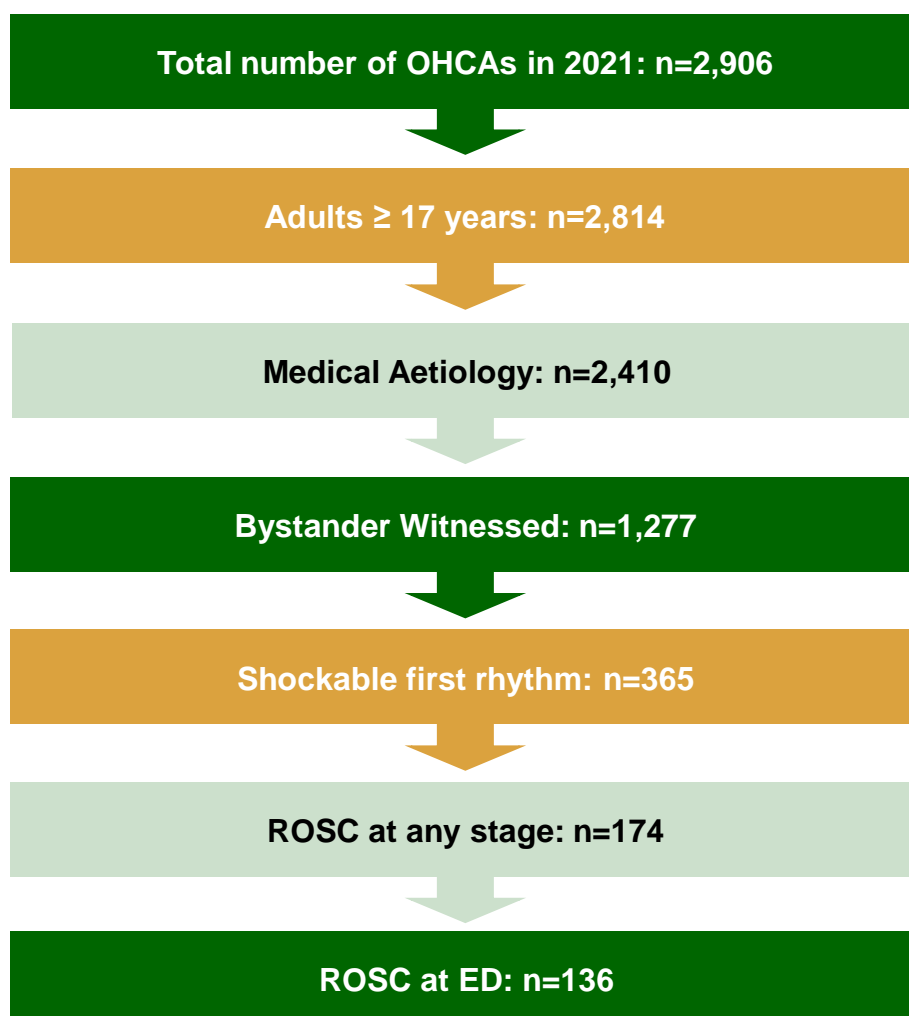 Total number of OHCAs in 2021: n=2,906
Adults ≥ 17 years: n=2,814
Medical Aetiology: n=2,410
Bystander Witnessed: n=1,277
Shockable first rhythm: n=365
ROSC at any stage: n=174
ROSC at ED: n=136